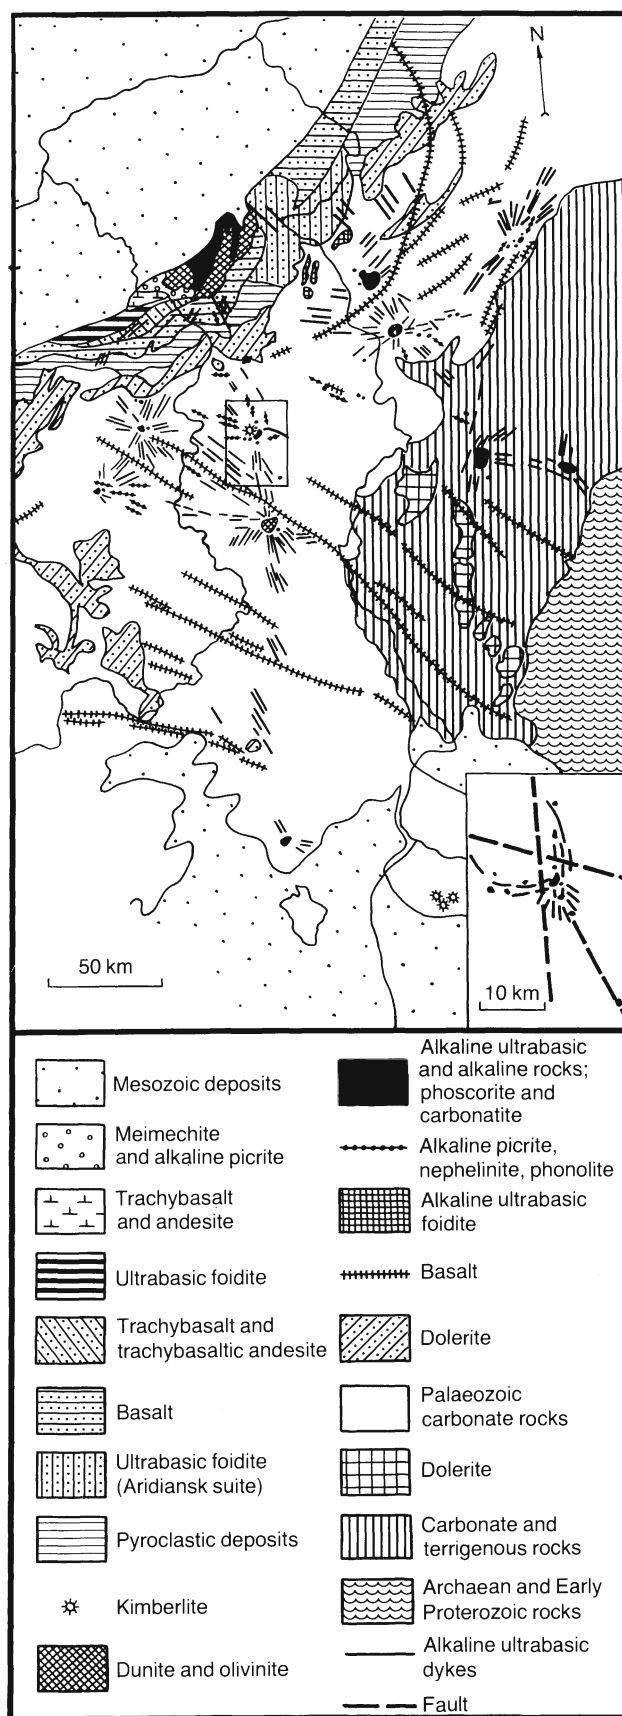 N
50 km
10 km
Mesozoic deposits
Meimechite
and alkaline picrite
Trachybasalt
and andesite
Ultrabasic foidite
Trachybasalt and
trachybasaltic andesite
Basalt
Ultrabasic foidite
(Aridiansk suite)
Pyroclastic deposits
Kimberlite
Dunite and olivinite
Alkaline ultrabasic
and alkaline rocks;
phoscorite and
carbonatite
Alkaline picrite,
nephelinite, phonolite
Alkaline ultrabasic
foidite
Basalt
Dolerite
Palaeozoic
carbonate rocks
Dolerite
Carbonate and
terrigenous rocks
Archaean and Early
Proterozoic rocks
Alkaline ultrabasic
dykes
Fault